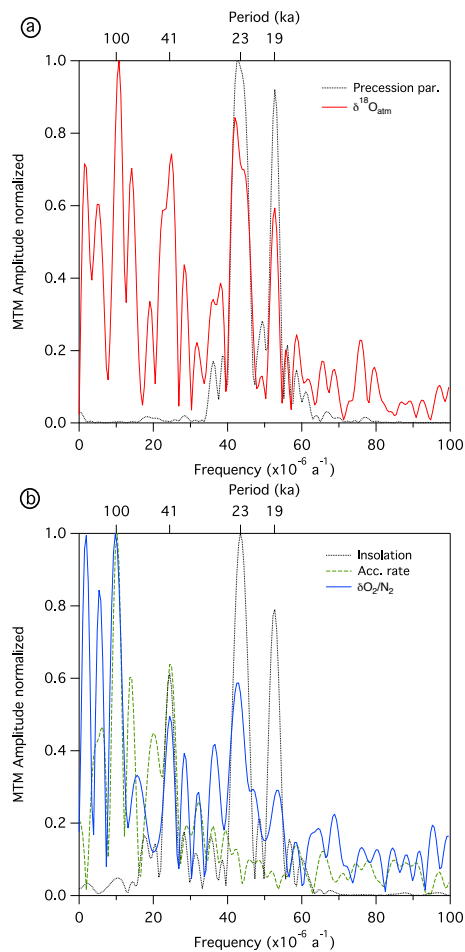 Period (ka)
a
100 41 23 19
1.0
0.8
0.6
0.4
0.2
0.0
MTM Amplitude normalized
Precession par.
δ¹⁸Oₐₜₘ
0 20 40 60 80 100
Frequency (x10⁻⁶ a⁻¹)
Period (ka)
b
100 41 23 19
1.0
0.8
0.6
0.4
0.2
0.0
MTM Amplitude normalized
Insolation
Acc. rate
δO₂/N₂
0 20 40 60 80 100
Frequency (x10⁻⁶ a⁻¹)